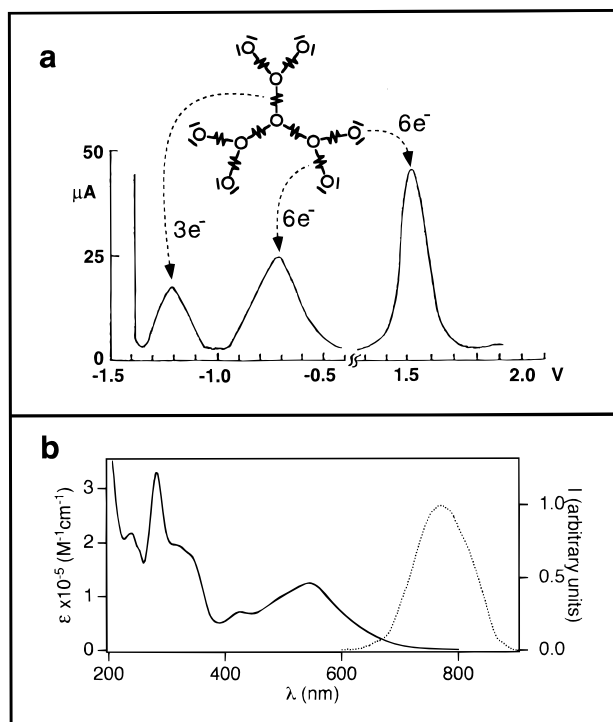 a
6e⁻
50
μA
3e⁻
6e⁻
25
0
-1.5
-1.0
-0.5
1.5
2.0
V
b
3
2
1
0
ε x10⁻⁵ (M⁻¹cm⁻¹)
1.0
0.5
0.0
I (arbitrary units)
200
400
600
800
λ (nm)